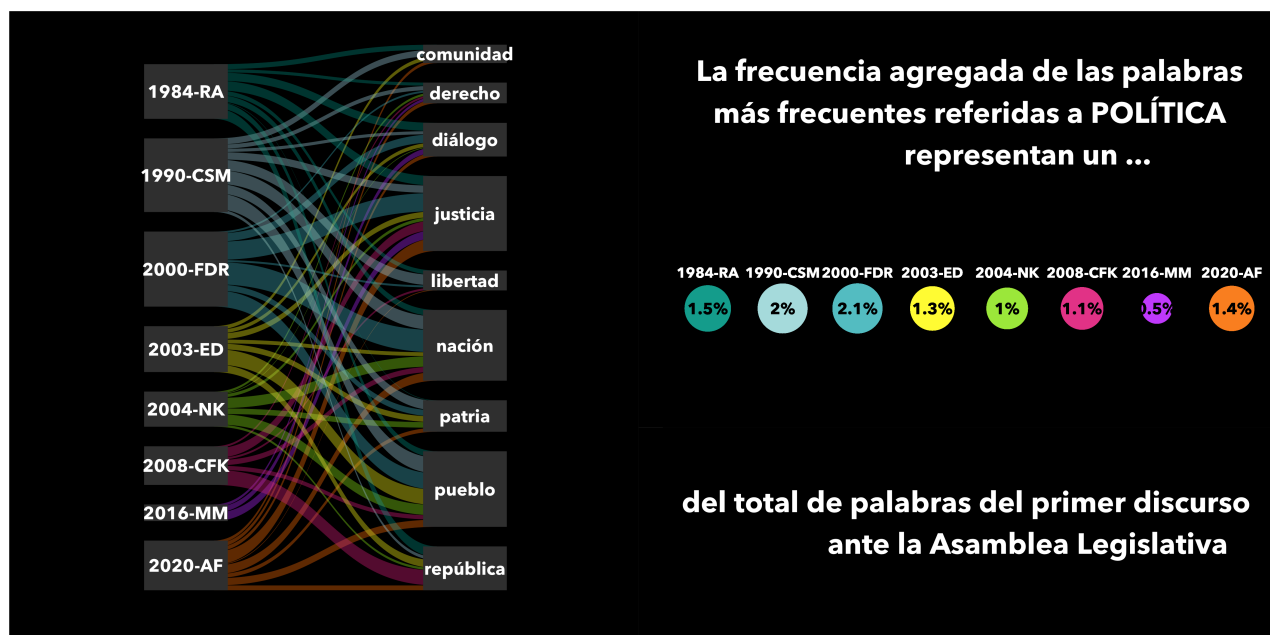 1984-RA
1990-CSM
2000-FDR
2003-ED
2004-NK
2008-CFK
2016-MM
2020-AF
comunidad
derecho
diálogo
justicia
libertad
nación
patria
pueblo
república
La frecuencia agregada de las palabras
más frecuentes referidas a POLÍTICA
representan un ...
1984-RA 1990-CSM 2000-FDR 2003-ED 2004-NK 2008-CFK 2016-MM 2020-AF
1.5% 2% 2.1% 1.3% 1% 1.1% 0.5% 1.4%
del total de palabras del primer discurso
ante la Asamblea Legislativa